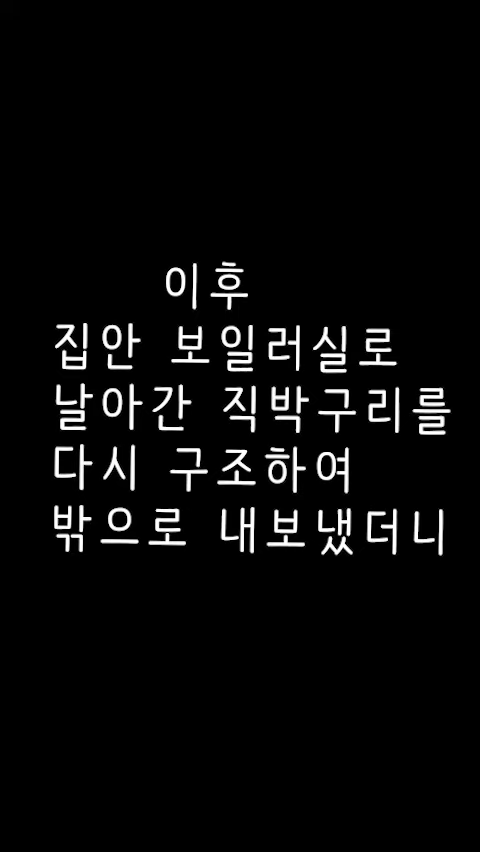 이후
집안 보일러실로
날아간 직박구리를
다시 구조하여
밖으로 내보냈더니